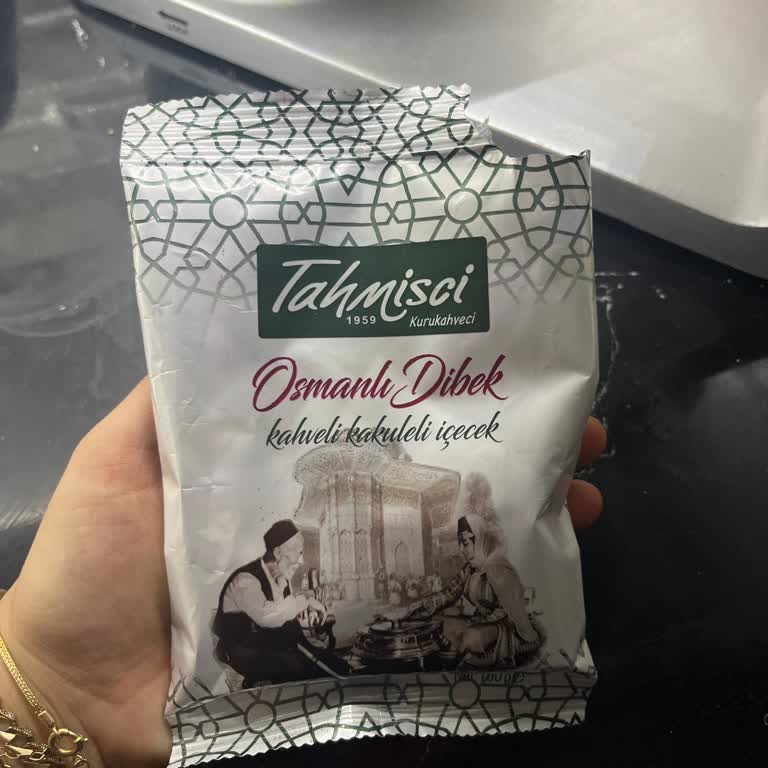 Tahmisci
1959 Kurukahveci
Osmanlı Dibek
kahveli kakuleli içecek